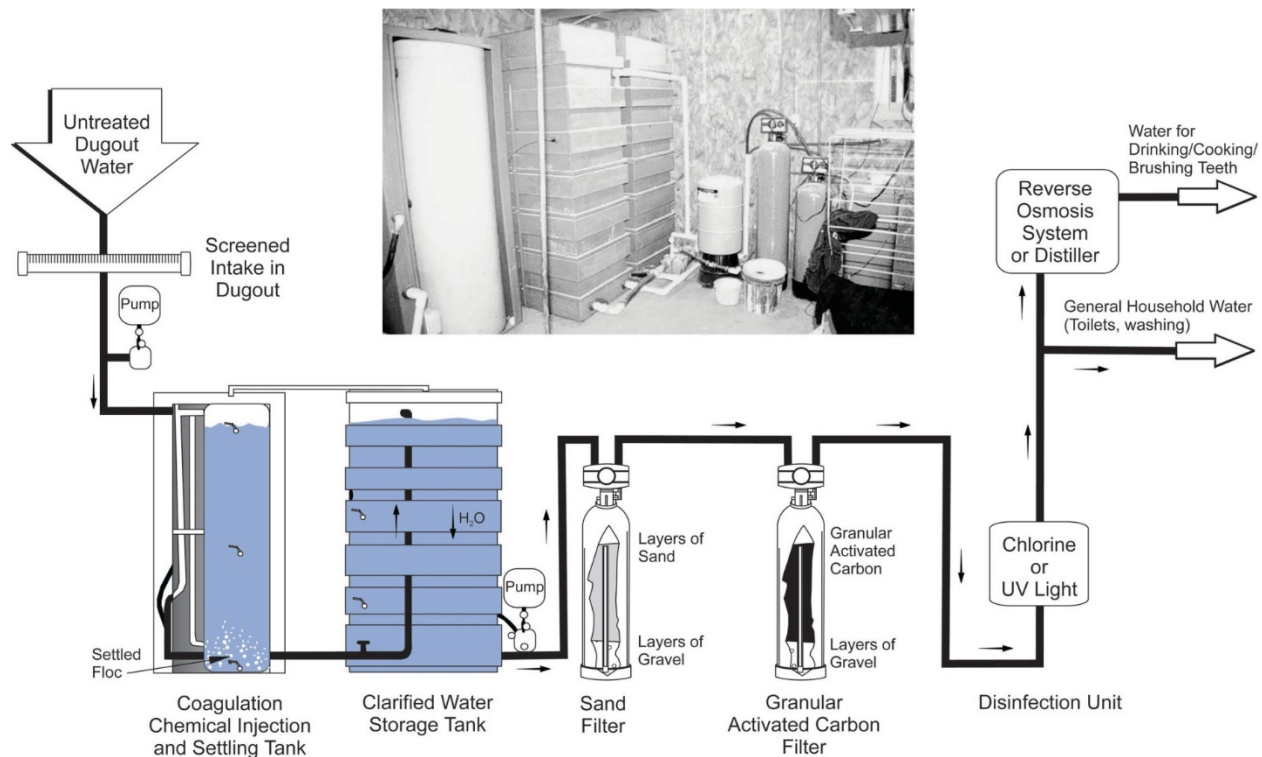 Untreated
Dugout
Water
Screened
Intake in
Dugout
Pump
Water for
Drinking/Cooking/
Brushing Teeth
Reverse
Osmosis
System
or Distiller
General Household Water
(Toilets, washing)
H₂O
Pump
Layers of
Sand
Layers of
Gravel
Granular
Activated
Carbon
Layers of
Gravel
Chlorine
or
UV Light
Settled
Floc
Coagulation
Chemical Injection
and Settling Tank
Clarified Water
Storage Tank
Sand
Filter
Granular
Activated Carbon
Filter
Disinfection Unit